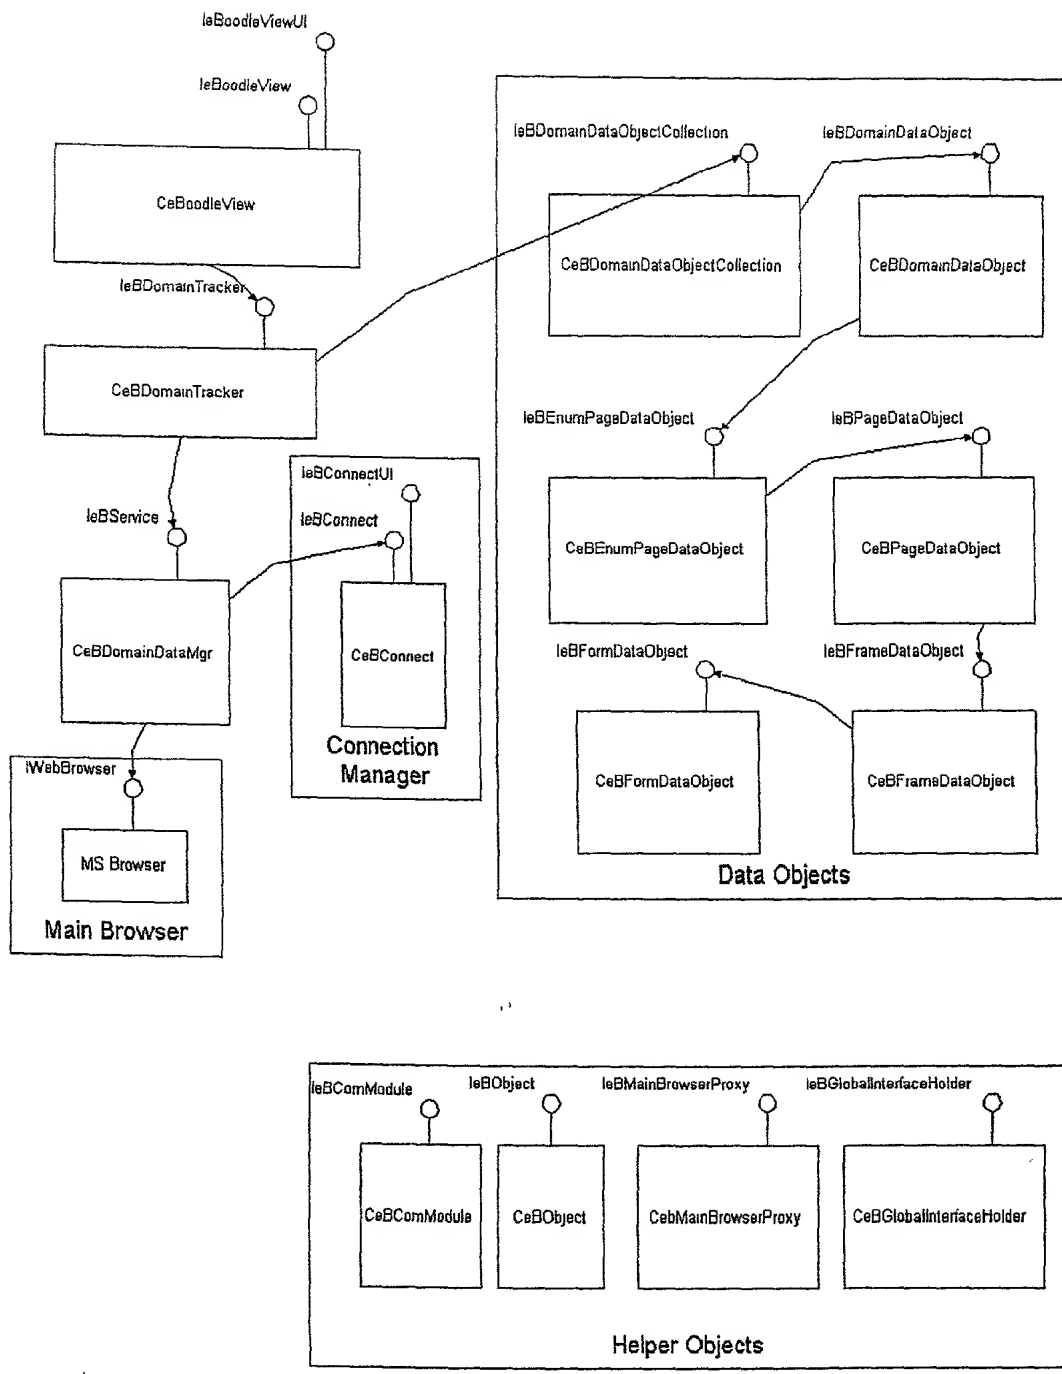 IeBoodleViewUI
IeBoodleView
CeBoodleView
IeBDomainTracker
CeBDomainTracker
IeBService
CeBDomainDataMgr
IWebBrowser
MS Browser
Main Browser
IeBConnectUI
IeBConnect
CeBConnect
Connection
Manager
IeBDomainDataObjectCollection
IeBDomainDataObject
CeBDomainDataObjectCollection
CeBDomainDataObject
IeBEnumPageDataObject
IeBPageDataObject
CeBEnumPageDataObject
CeBPageDataObject
IeBFormDataObject
IeBFrameDataObject
CeBFormDataObject
CeBFrameDataObject
Data Objects
IeBComModule
IeBObject
IeBMainBrowserProxy
IeBGlobalInterfaceHolder
CeBComModule
CeBObject
CebMainBrowserProxy
CeBGlobalInterfaceHolder
Helper Objects